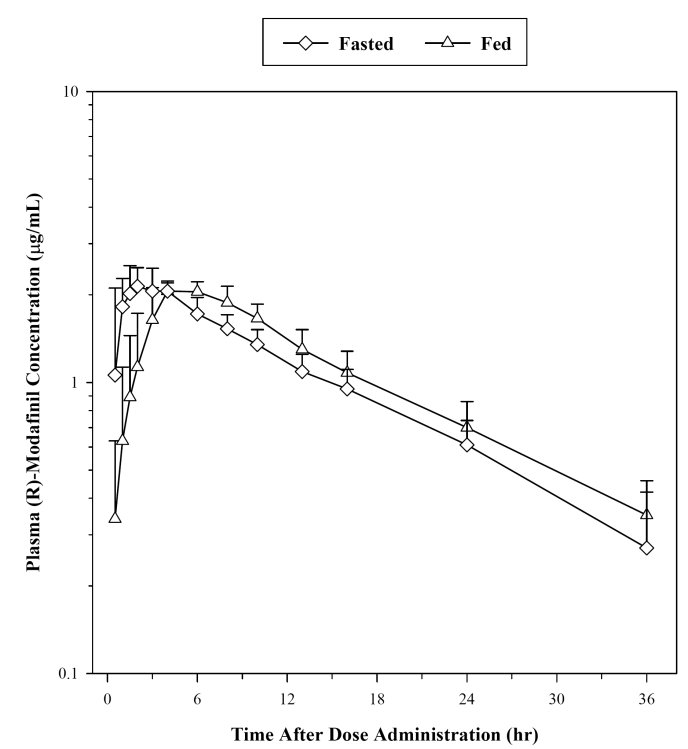 Fasted Fed
10
1
0.1
Plasma (R)-Modafinil Concentration (μg/mL)
0 6 12 18 24 30 36
Time After Dose Administration (hr)